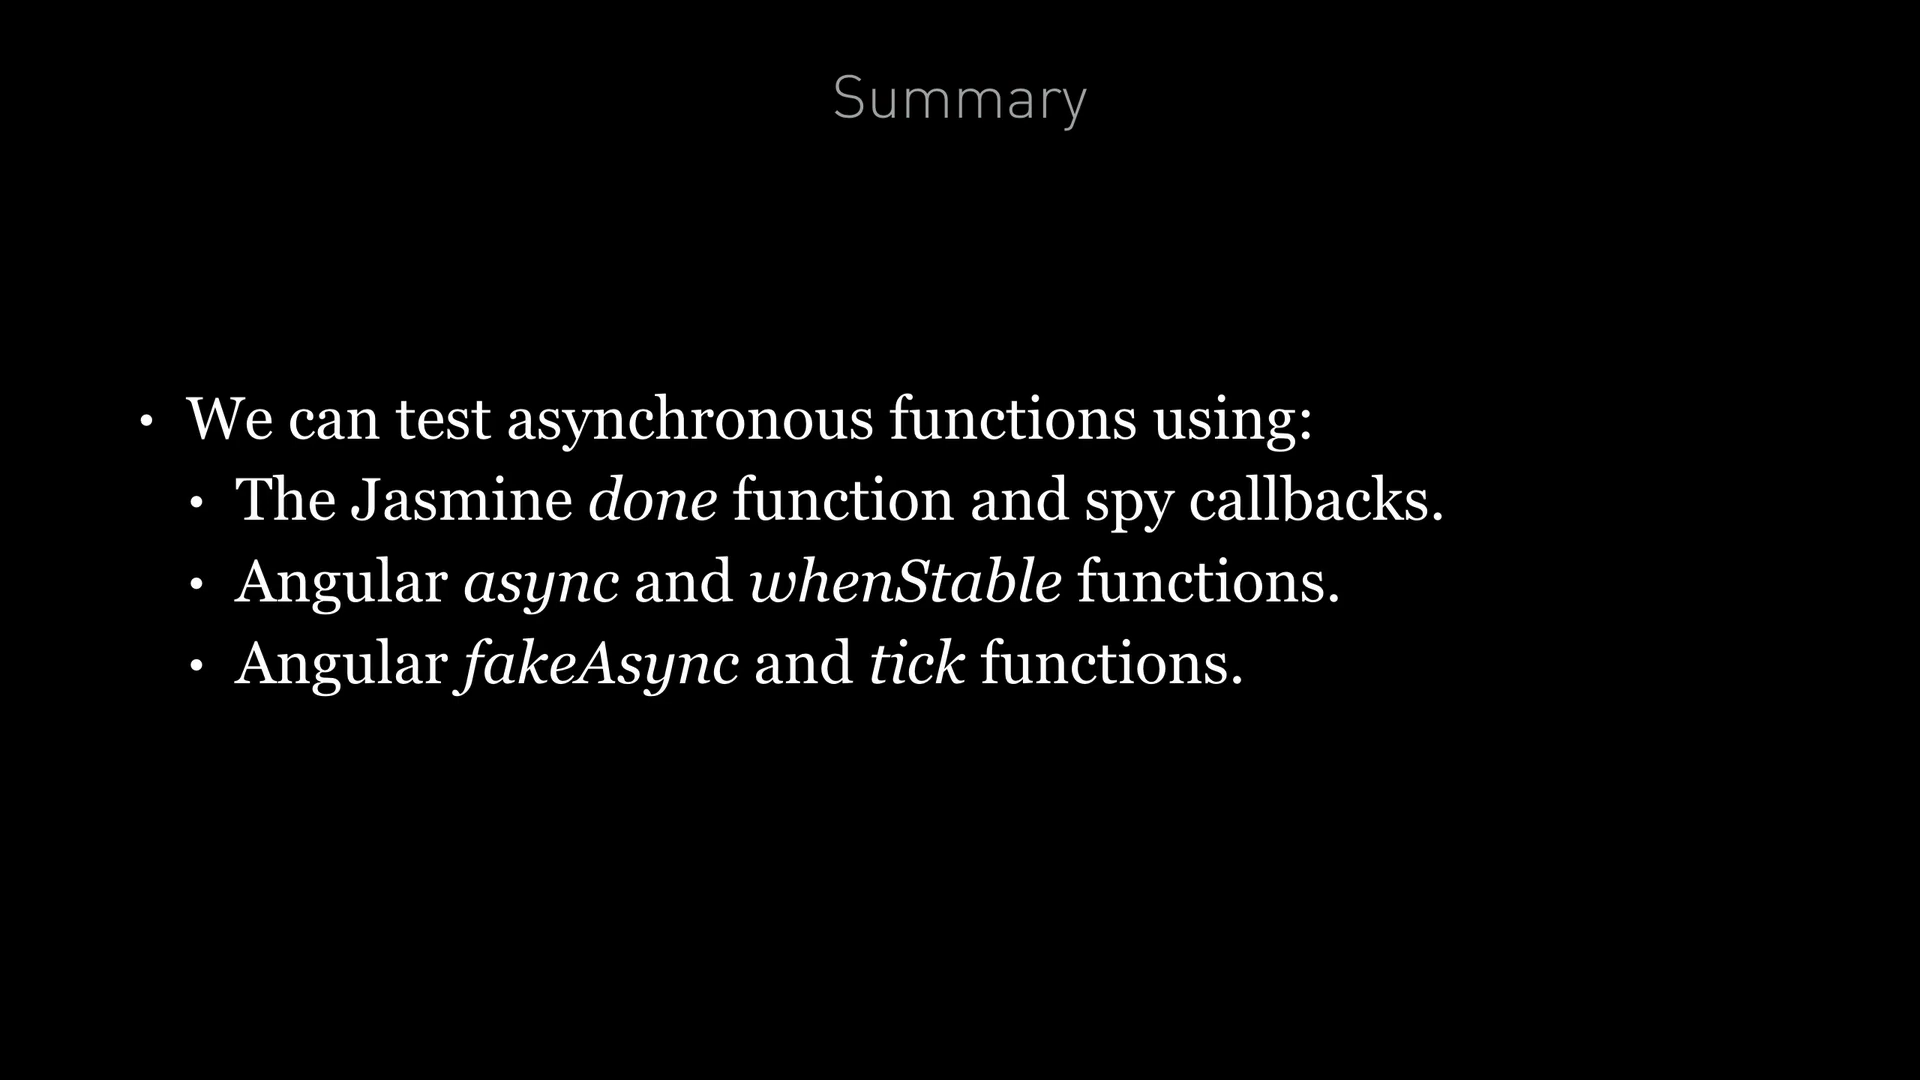 Summary
• We can test asynchronous functions using:
• The Jasmine done function and spy callbacks.
• Angular async and whenStable functions.
• Angular fakeAsync and tick functions.